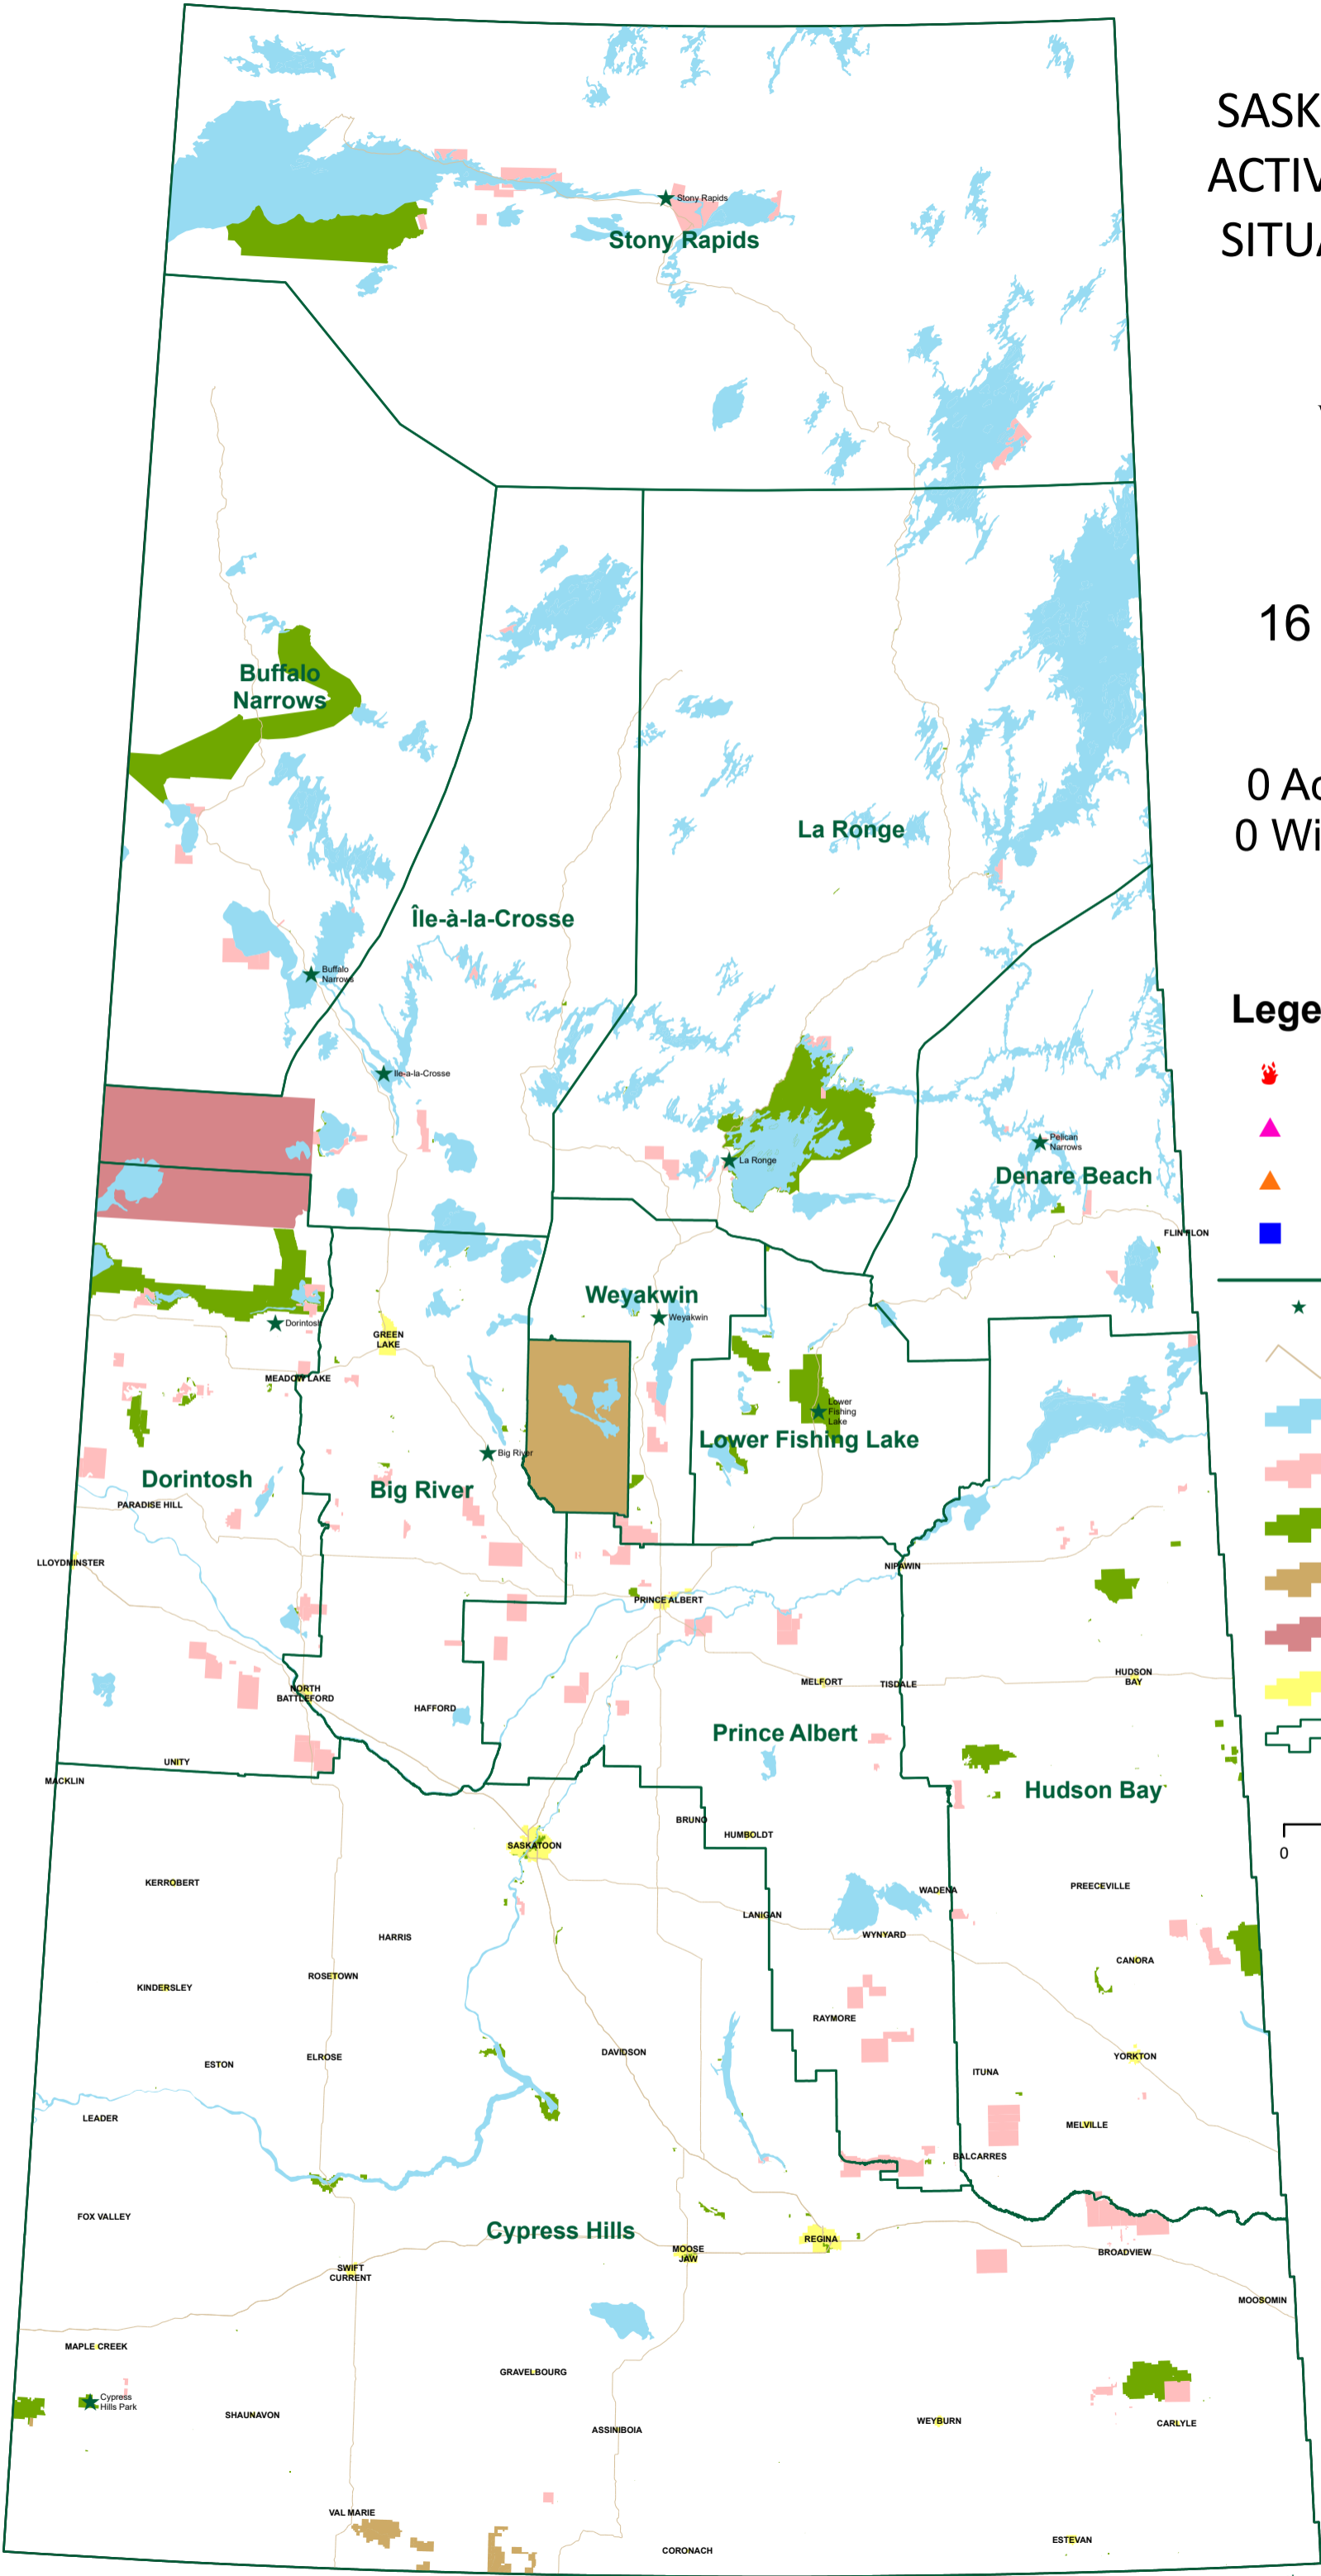 SASK
ACTIV
SITUA
Stony Rapids
Stony Rapids
16
Buffalo
Narrows
0 Ac
0 Wi
La Ronge
Île-à-la-Crosse
Buffalo
Narrows
Lege
Ile-a-la-Crosse
Pelican
Narrows
La Ronge
Denare Beach
FLIN FLON
Weyakwin
Weyakwin
Dorintosh
GREEN
LAKE
MEADOW LAKE
Lower
Fishing
Lake
Lower Fishing Lake
Big River
Dorintosh
Big River
PARADISE HILL
LLOYDMINSTER
NIPAWIN
PRINCE ALBERT
HUDSON
BAY
MELFORT
TISDALE
NORTH
BATTLEFORD
HAFFORD
Prince Albert
UNITY
MACKLIN
Hudson Bay
BRUNO
HUMBOLDT
SASKATOON
0
KERROBERT
PREECEVILLE
WADENA
LANIGAN
WYNYARD
HARRIS
CANORA
ROSETOWN
KINDERSLEY
RAYMORE
DAVIDSON
YORKTON
ELROSE
ESTON
ITUNA
LEADER
MELVILLE
BALCARRES
FOX VALLEY
Cypress Hills
REGINA
MOOSE
JAW
BROADVIEW
SWIFT
CURRENT
MOOSOMIN
MAPLE CREEK
GRAVELBOURG
Cypress
Hills Park
SHAUNAVON
WEYBURN
CARLYLE
ASSINIBOIA
VAL MARIE
ESTEVAN
CORONACH